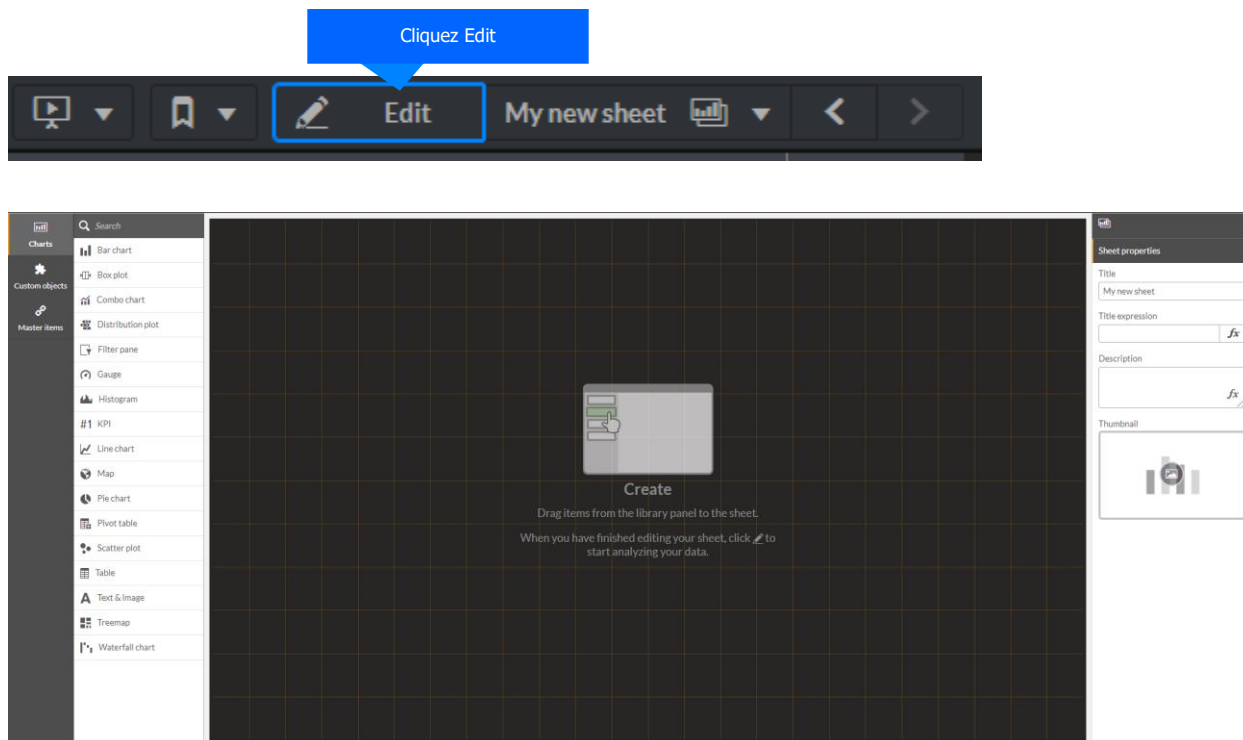 Cliquez Edit
Edit My new sheet
Charts
Custom objects
Master items
Search
Bar chart
Box plot
Combo chart
Distribution plot
Filter pane
Gauge
Histogram
#1 KPI
Line chart
Map
Pie chart
Pivot table
Scatter plot
Table
A Text & image
Treemap
Waterfall chart
Create
Drag items from the library panel to the sheet.
When you have finished editing your sheet, click to
start analyzing your data.
Sheet properties
Title
My new sheet
Title expression
fx
Description
fx
Thumbnail